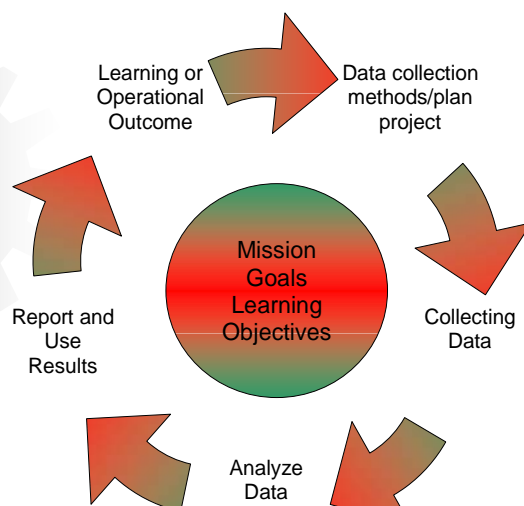 Learning or
Operational
Outcome
Data collection
methods/plan
project
Mission
Goals
Learning
Objectives
Collecting
Data
Analyze
Data
Report and
Use
Results